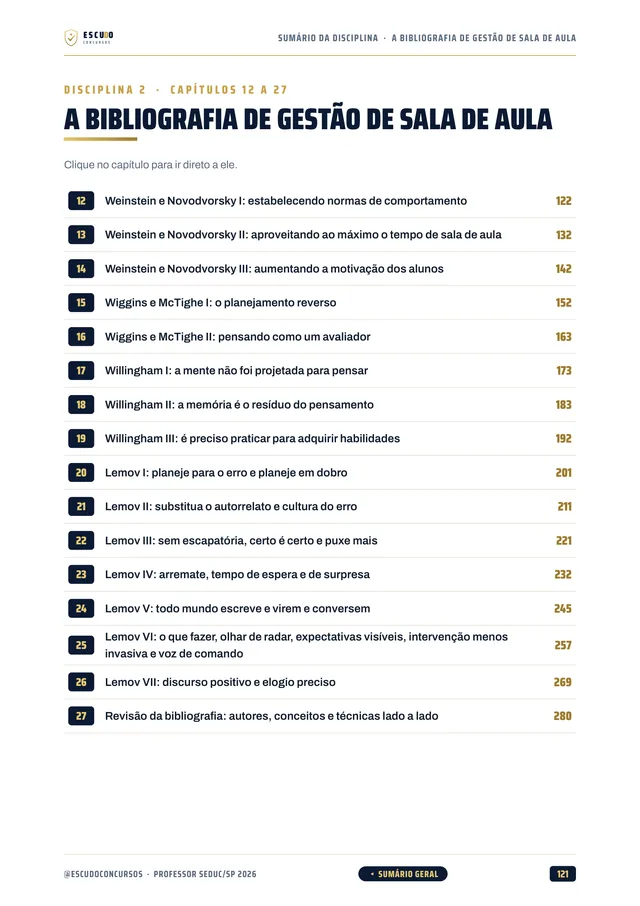 ESCUDO
CONCURSOS
SUMÁRIO DA DISCIPLINA · A BIBLIOGRAFIA DE GESTÃO DE SALA DE AULA
DISCIPLINA 2 · CAPÍTULOS 12 A 27
A BIBLIOGRAFIA DE GESTÃO DE SALA DE AULA
Clique no capítulo para ir direto a ele.
12 Weinstein e Novodvorsky I: estabelecendo normas de comportamento 122
13 Weinstein e Novodvorsky II: aproveitando ao máximo o tempo de sala de aula 132
14 Weinstein e Novodvorsky III: aumentando a motivação dos alunos 142
15 Wiggins e McTighe I: o planejamento reverso 152
16 Wiggins e McTighe II: pensando como um avaliador 163
17 Willingham I: a mente não foi projetada para pensar 173
18 Willingham II: a memória é o resíduo do pensamento 183
19 Willingham III: é preciso praticar para adquirir habilidades 192
20 Lemov I: planeje para o erro e planeje em dobro 201
21 Lemov II: substitua o autorrelato e cultura do erro 211
22 Lemov III: sem escapatória, certo é certo e puxe mais 221
23 Lemov IV: arremate, tempo de espera e de surpresa 232
24 Lemov V: todo mundo escreve e virem e conversem 245
25 Lemov VI: o que fazer, olhar de radar, expectativas visíveis, intervenção menos
invasiva e voz de comando 257
26 Lemov VII: discurso positivo e elogio preciso 269
27 Revisão da bibliografia: autores, conceitos e técnicas lado a lado 280
@ESCUDOCONCURSOS · PROFESSOR SEDUC/SP 2026
SUMÁRIO GERAL
121